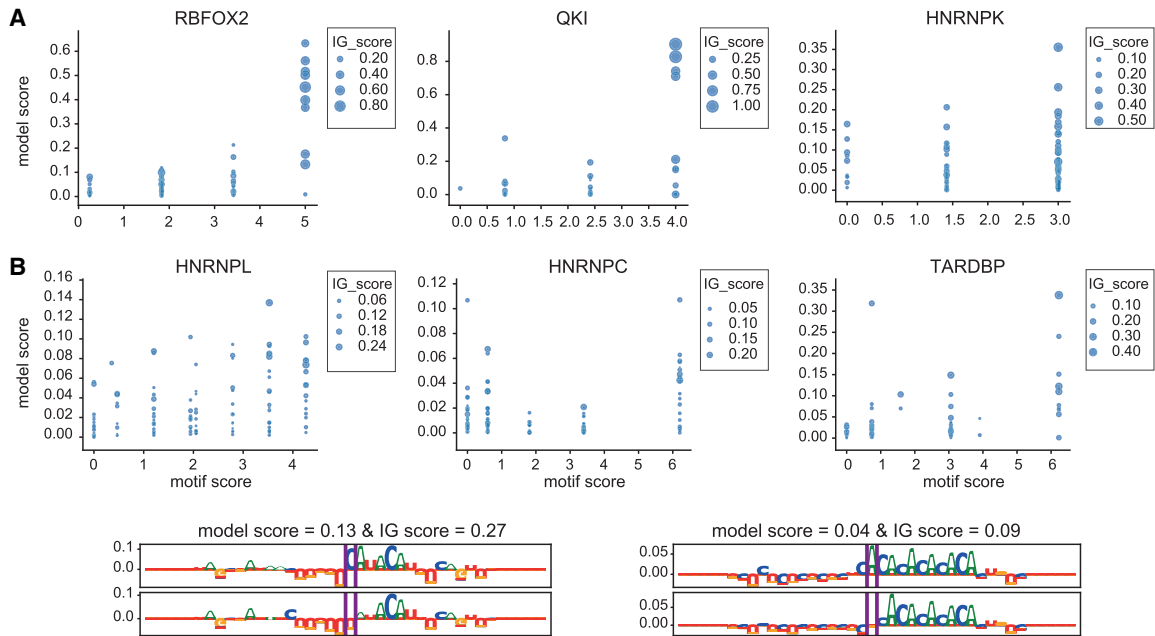 A
RBFOX2
QKI
HNRNPK
model score
0.6
0.5
0.4
0.3
0.2
0.1
0.0
0 1 2 3 4 5
IG_score
0.20
0.40
0.60
0.80
0.8
0.6
0.4
0.2
0.0
0.0 0.5 1.0 1.5 2.0 2.5 3.0 3.5 4.0
IG_score
0.25
0.50
0.75
1.00
0.35
0.30
0.25
0.20
0.15
0.10
0.05
0.00
0.0 0.5 1.0 1.5 2.0 2.5 3.0
IG_score
0.10
0.20
0.30
0.40
0.50
B
HNRNPL
HNRNPC
TARDBP
model score
0.16
0.14
0.12
0.10
0.08
0.06
0.04
0.02
0.00
0 1 2 3 4
motif score
IG_score
0.06
0.12
0.18
0.24
0.12
0.10
0.08
0.06
0.04
0.02
0.00
0 1 2 3 4 5 6
motif score
IG_score
0.05
0.10
0.15
0.20
0.35
0.30
0.25
0.20
0.15
0.10
0.05
0.00
0 1 2 3 4 5 6
motif score
IG_score
0.10
0.20
0.30
0.40
model score = 0.13 & IG score = 0.27
0.1
0.0
0.1
0.0
model score = 0.04 & IG score = 0.09
0.05
0.00
0.05
0.00